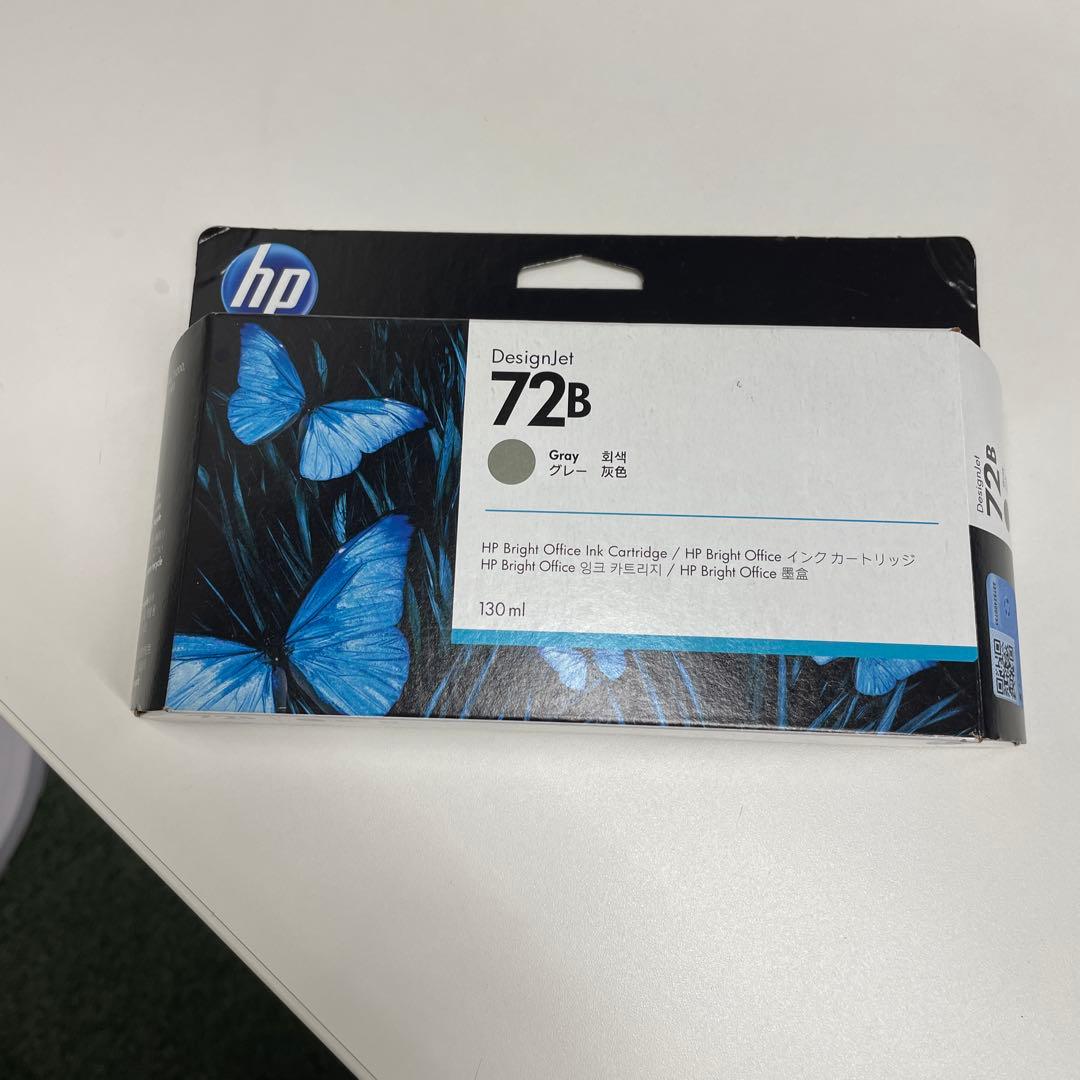 hp
DesignJet
72B
Gray 회색
グレー 灰色
HP Bright Office Ink Cartridge / HP Bright Office インク カートリッジ
HP Bright Office 잉크 카트리지 / HP Bright Office 墨盒
130 ml
DesignJet
72B